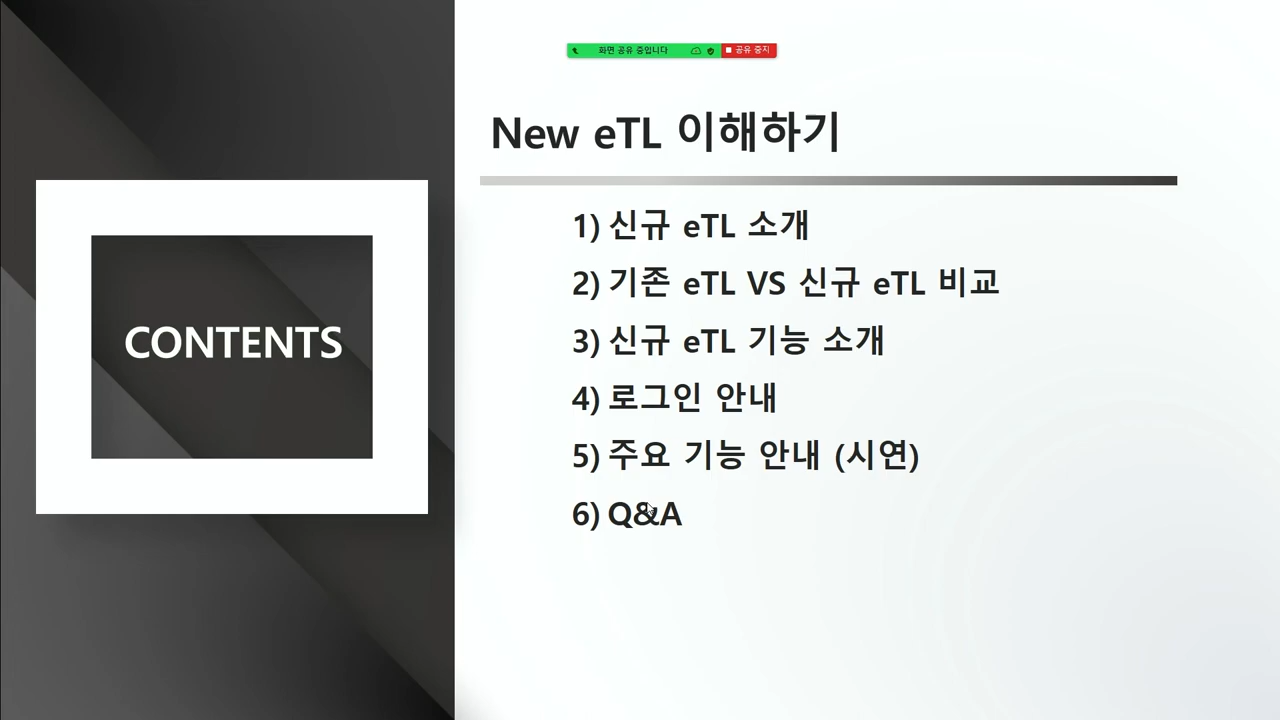 화면 공유 중입니다
공유 중지
New eTL 이해하기
CONTENTS
1) 신규 eTL 소개
2) 기존 eTL VS 신규 eTL 비교
3) 신규 eTL 기능 소개
4) 로그인 안내
5) 주요 기능 안내 (시연)
6) Q&A